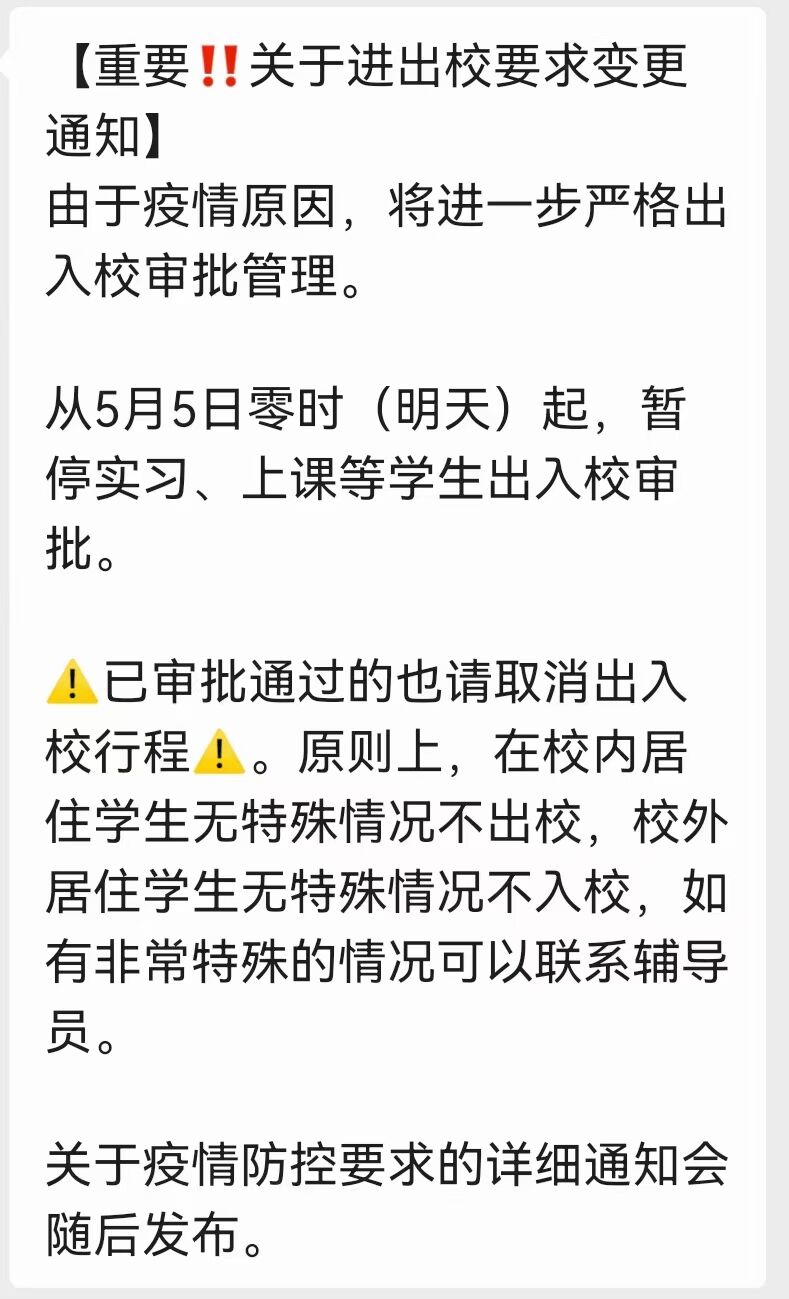 【重要‼️关于进出校要求变更
通知】
由于疫情原因，将进一步严格出
入校审批管理。
从5月5日零时（明天）起，暂
停实习、上课等学生出入校审
批。
⚠️已审批通过的也请取消出入
校行程⚠️。原则上，在校内居
住学生无特殊情况不出校，校外
居住学生无特殊情况不入校，如
有非常特殊的情况可以联系辅导
员。
关于疫情防控要求的详细通知会
随后发布。